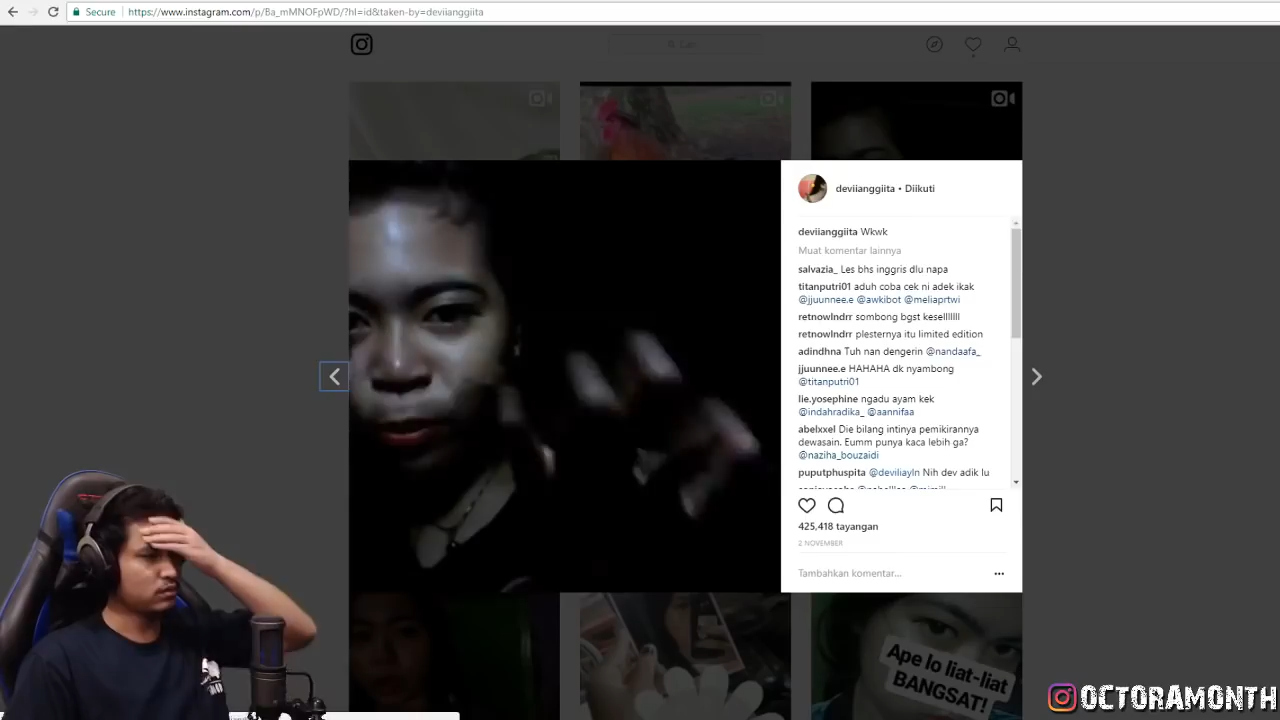 Secure
https://www.instagram.com/p/Ba_mMNOFpWD/?hl=id&taken-by=deviianggiita
Cari
deviianggiita • Diikuti
deviianggiita Wkwk
Muat komentar lainnya
salvazia_ Les bhs inggris dlu napa
titanputri01 aduh coba cek ni adek ikak
@jjuunnee.e @awkibot @meliaprtwi
retnowlndrr sombong bgst keselllllll
retnowlndrr plesternya itu limited edition
adindhna Tuh nan dengerin @nandaafa_
jjuunnee.e HAHAHA dk nyambong
@titanputri01
lie.yosephine ngadu ayam kek
@indahradika_ @aannifaa
abelxxel Die bilang intinya pemikirannya
dewasain. Eumm punya kaca lebih ga?
@naziha_bouzaidi
puputphuspita @deviliayln Nih dev adik lu
425,418 tayangan
2 NOVEMBER
Tambahkan komentar...
Ape lo liat-liat
BANGSAT!
OCTORAMONTH